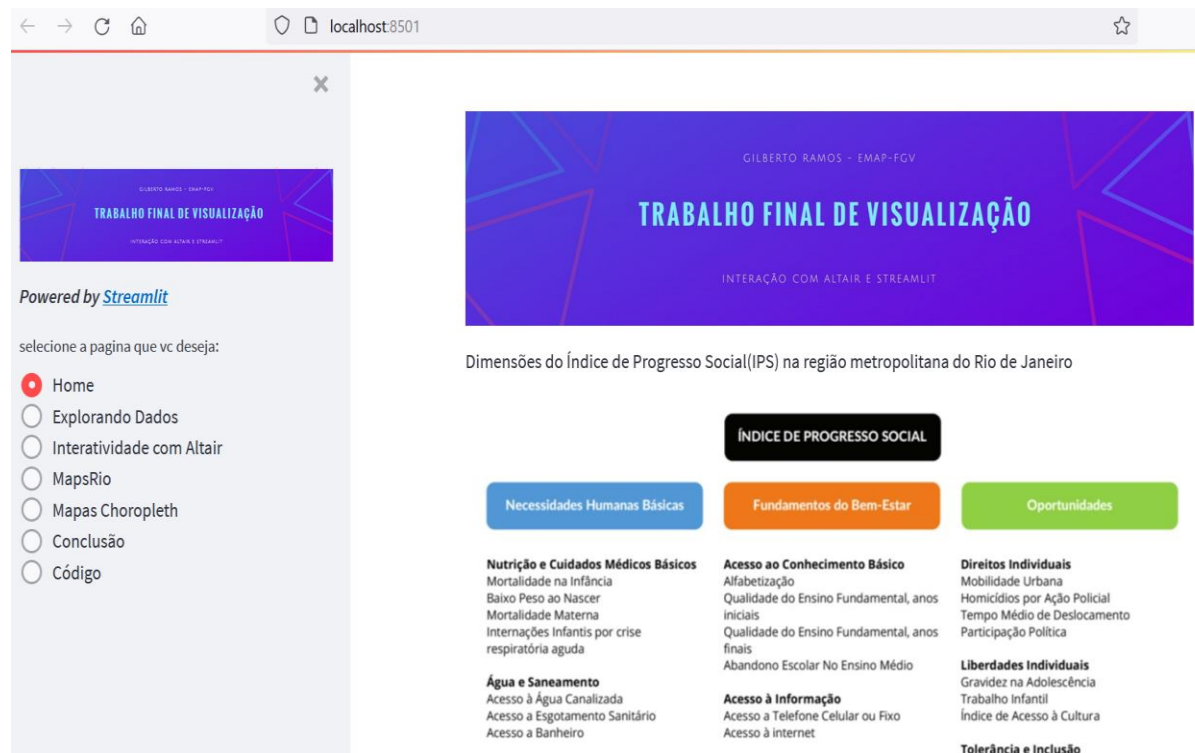 localhost:8501
GILBERTO RAMOS - EMAP-FGV
TRABALHO FINAL DE VISUALIZAÇÃO
INTERAÇÃO COM ALTAIR E STREAMLIT
Powered by Streamlit
selecione a pagina que vc deseja:
Home
Explorando Dados
Interatividade com Altair
MapsRio
Mapas Choropleth
Conclusão
Código
GILBERTO RAMOS - EMAP-FGV
TRABALHO FINAL DE VISUALIZAÇÃO
INTERAÇÃO COM ALTAIR E STREAMLIT
Dimensões do Índice de Progresso Social(IPS) na região metropolitana do Rio de Janeiro
ÍNDICE DE PROGRESSO SOCIAL
Necessidades Humanas Básicas
Nutrição e Cuidados Médicos Básicos
Mortalidade na Infância
Baixo Peso ao Nascer
Mortalidade Materna
Internações Infantis por crise
respiratória aguda
Água e Saneamento
Acesso à Água Canalizada
Acesso a Esgotamento Sanitário
Acesso a Banheiro
Fundamentos do Bem-Estar
Acesso ao Conhecimento Básico
Alfabetização
Qualidade do Ensino Fundamental, anos
iniciais
Qualidade do Ensino Fundamental, anos
finais
Abandono Escolar No Ensino Médio
Acesso à Informação
Acesso a Telefone Celular ou Fixo
Acesso à internet
Oportunidades
Direitos Individuais
Mobilidade Urbana
Homicídios por Ação Policial
Tempo Médio de Deslocamento
Participação Política
Liberdades Individuais
Gravidez na Adolescência
Trabalho Infantil
Índice de Acesso à Cultura
Tolerância e Inclusão